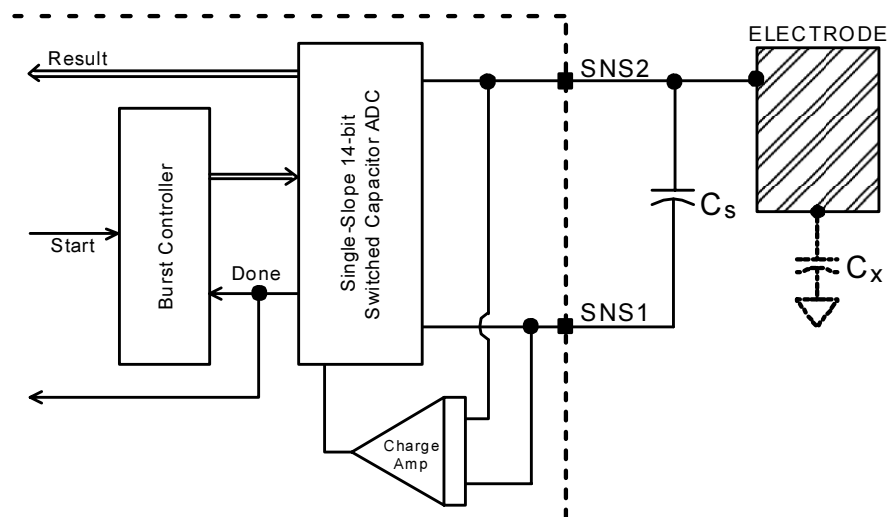 ELECTRODE
Result
SNS2
Single-Slope 14-bit
Switched Capacitor ADC
Burst Controller
Cs
Start
Done
Cx
SNS1
Charge
Amp